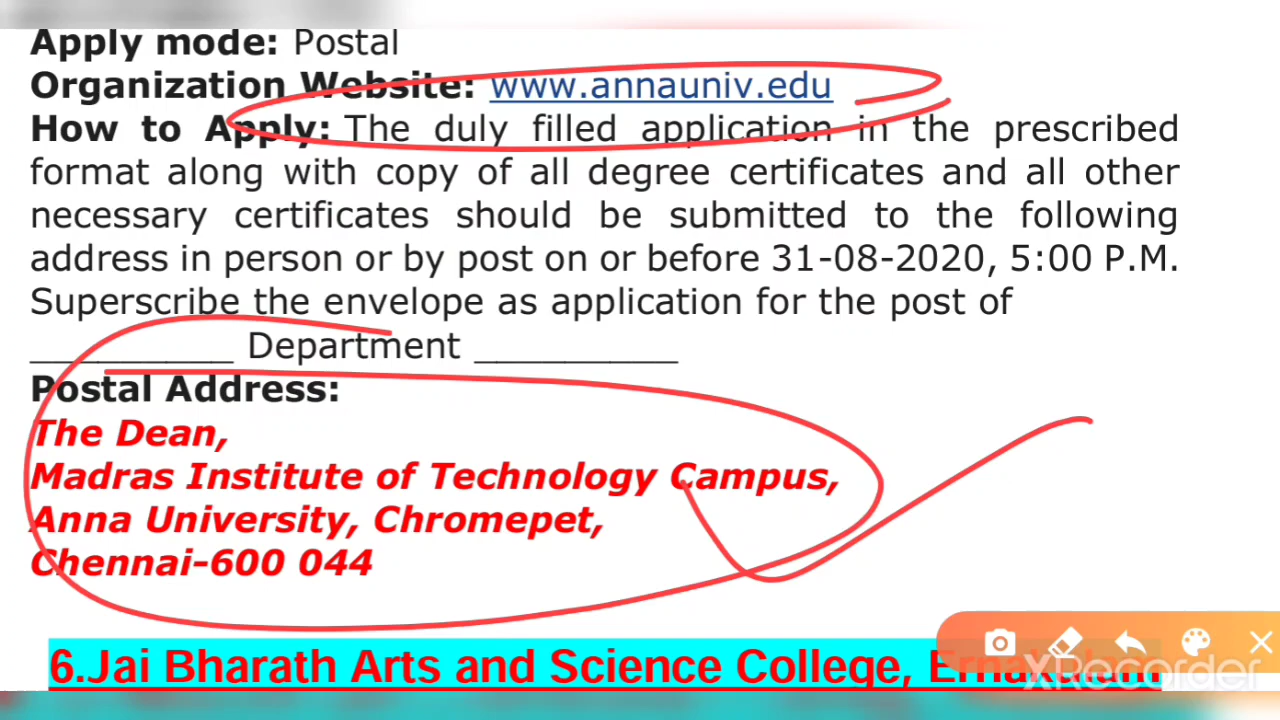 Apply mode: Postal
Organization Website: www.annauniv.edu
How to Apply: The duly filled application in the prescribed
format along with copy of all degree certificates and all other
necessary certificates should be submitted to the following
address in person or by post on or before 31-08-2020, 5:00 P.M.
Superscribe the envelope as application for the post of
_________ Department _________
Postal Address:
The Dean,
Madras Institute of Technology Campus,
Anna University, Chromepet,
Chennai-600 044
6.Jai Bharath Arts and Science College, Ernakulam
XRecorder